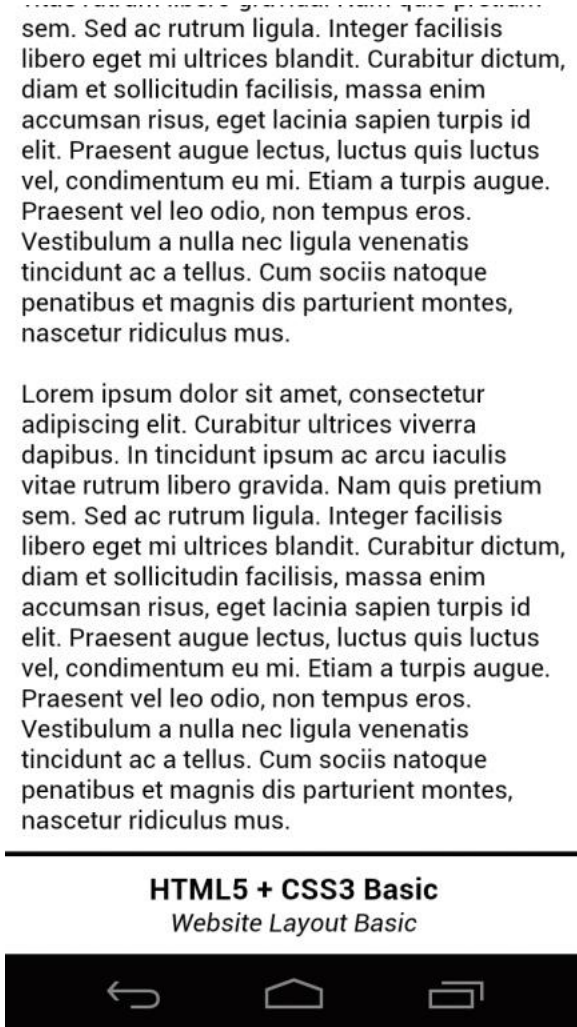 vitae rutrum libero gravida. Nam quis pretium
sem. Sed ac rutrum ligula. Integer facilisis
libero eget mi ultrices blandit. Curabitur dictum,
diam et sollicitudin facilisis, massa enim
accumsan risus, eget lacinia sapien turpis id
elit. Praesent augue lectus, luctus quis luctus
vel, condimentum eu mi. Etiam a turpis augue.
Praesent vel leo odio, non tempus eros.
Vestibulum a nulla nec ligula venenatis
tincidunt ac a tellus. Cum sociis natoque
penatibus et magnis dis parturient montes,
nascetur ridiculus mus.
Lorem ipsum dolor sit amet, consectetur
adipiscing elit. Curabitur ultrices viverra
dapibus. In tincidunt ipsum ac arcu iaculis
vitae rutrum libero gravida. Nam quis pretium
sem. Sed ac rutrum ligula. Integer facilisis
libero eget mi ultrices blandit. Curabitur dictum,
diam et sollicitudin facilisis, massa enim
accumsan risus, eget lacinia sapien turpis id
elit. Praesent augue lectus, luctus quis luctus
vel, condimentum eu mi. Etiam a turpis augue.
Praesent vel leo odio, non tempus eros.
Vestibulum a nulla nec ligula venenatis
tincidunt ac a tellus. Cum sociis natoque
penatibus et magnis dis parturient montes,
nascetur ridiculus mus.
HTML5 + CSS3 Basic
Website Layout Basic